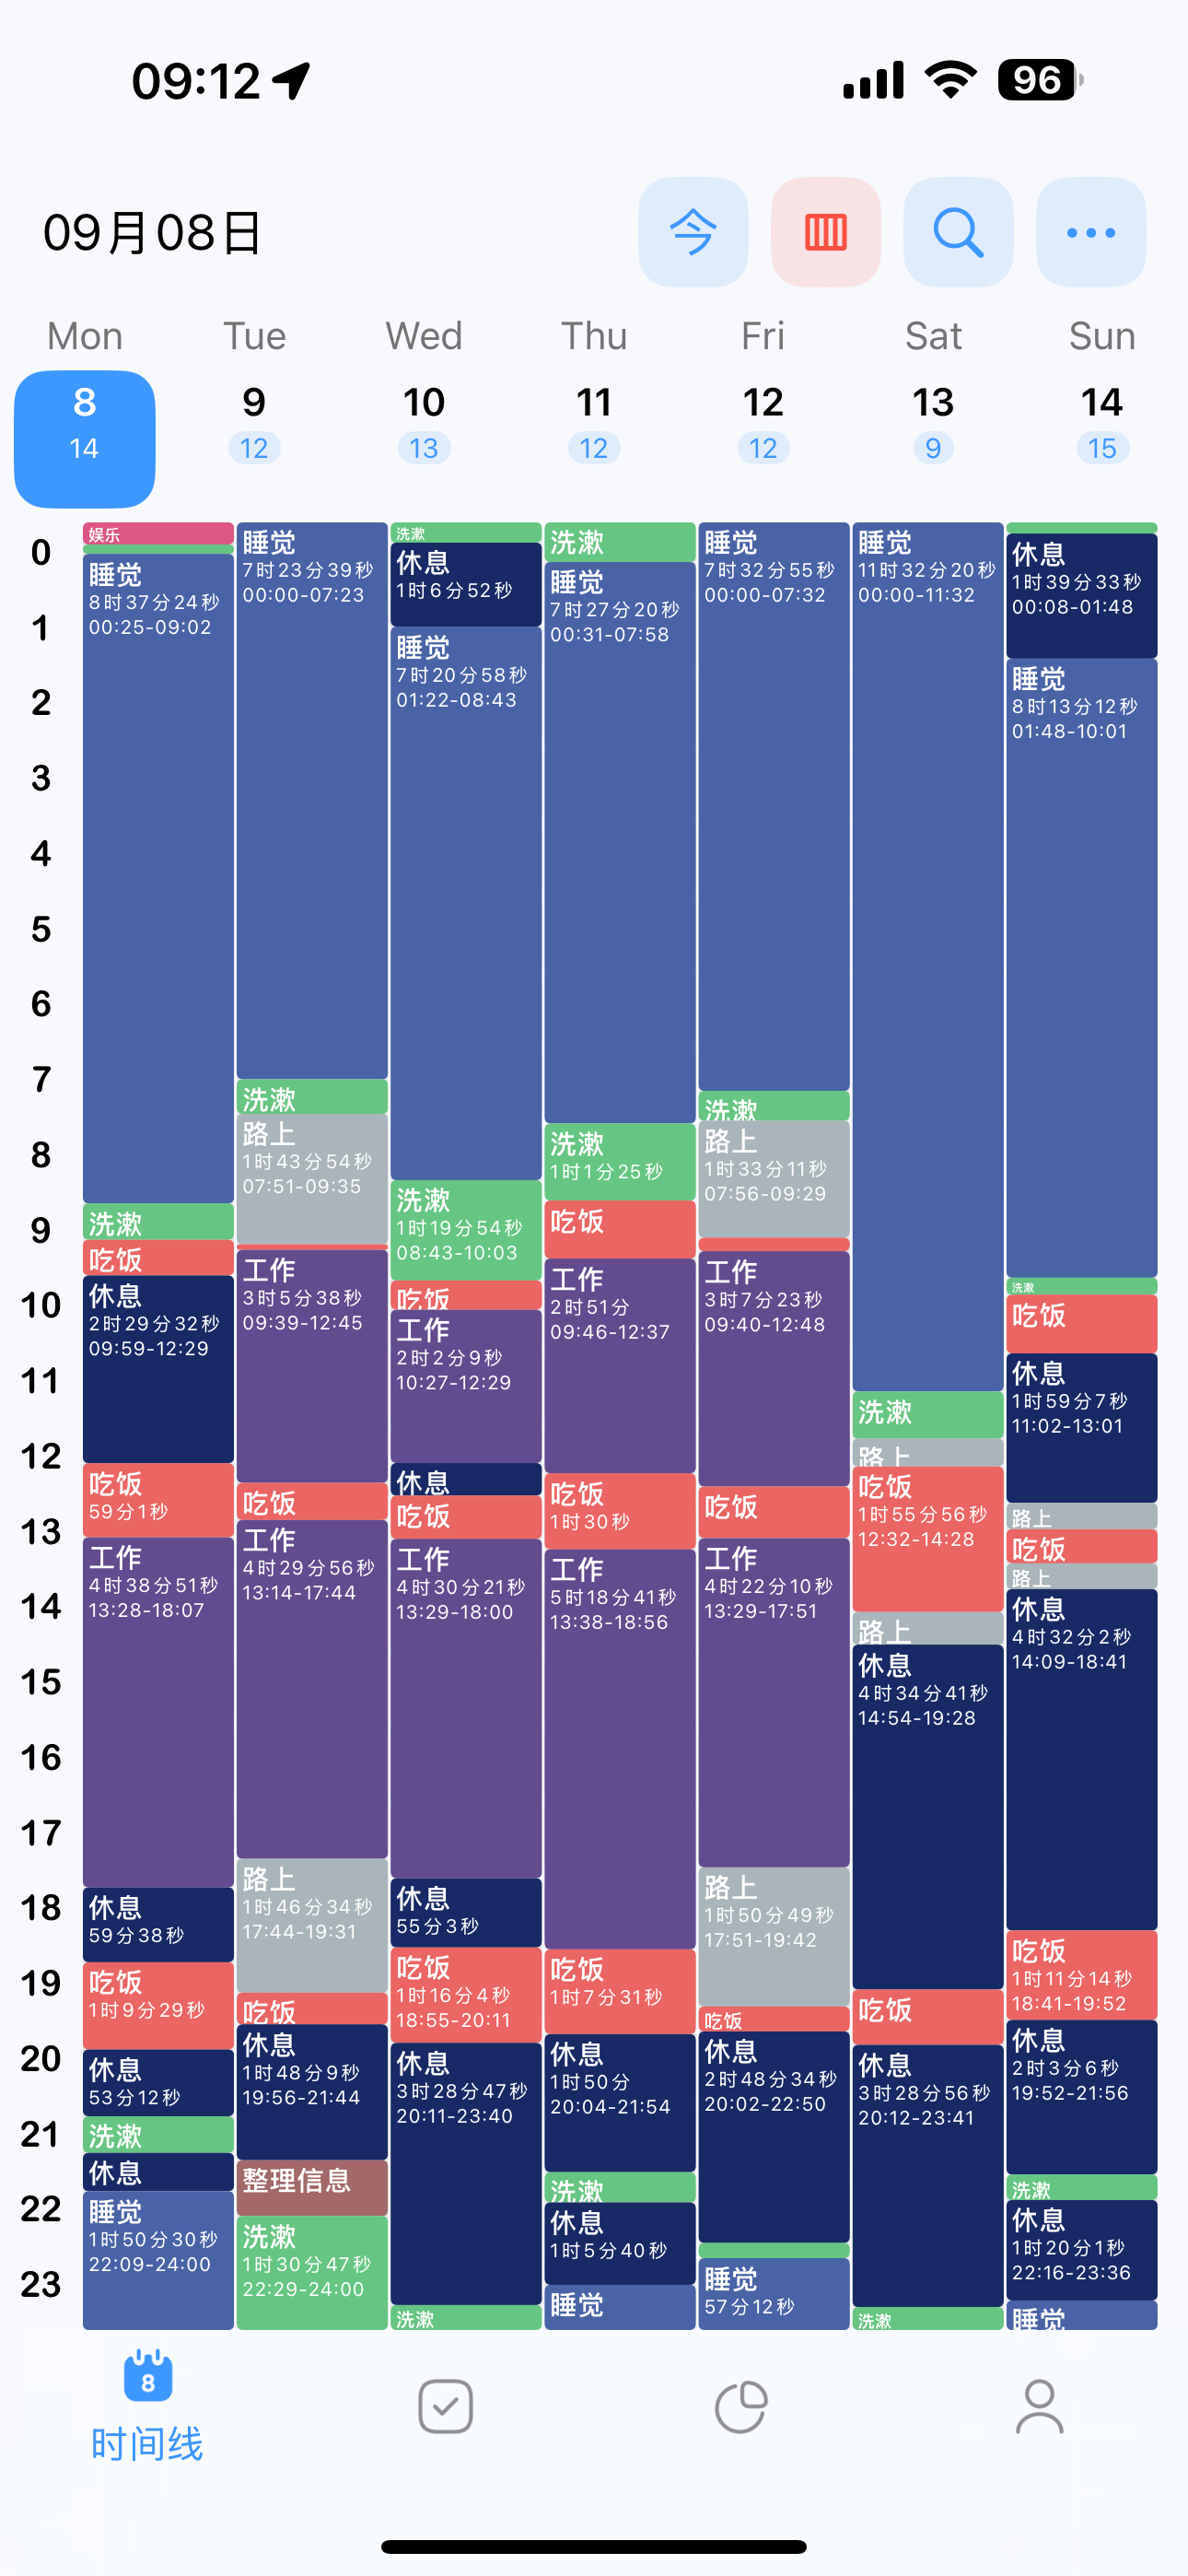 09:12
96
09月08日
今
Mon
Tue
Wed
Thu
Fri
Sat
Sun
8
9
10
11
12
13
14
14
12
13
12
12
9
15
0
1
2
3
4
5
6
7
8
9
10
11
12
13
14
15
16
17
18
19
20
21
22
23
娱乐
睡觉
8时37分24秒
00:25-09:02
洗漱
吃饭
休息
2时29分32秒
09:59-12:29
吃饭
59分1秒
工作
4时38分51秒
13:28-18:07
休息
59分38秒
吃饭
1时9分29秒
休息
53分12秒
洗漱
休息
睡觉
1时50分30秒
22:09-24:00
睡觉
7时23分39秒
00:00-07:23
洗漱
路上
1时43分54秒
07:51-09:35
工作
3时5分38秒
09:39-12:45
吃饭
工作
4时29分56秒
13:14-17:44
路上
1时46分34秒
17:44-19:31
吃饭
休息
1时48分9秒
19:56-21:44
整理信息
洗漱
1时30分47秒
22:29-24:00
洗漱
休息
1时6分52秒
睡觉
7时20分58秒
01:22-08:43
洗漱
1时19分54秒
08:43-10:03
吃饭
工作
2时2分9秒
10:27-12:29
休息
吃饭
工作
4时30分21秒
13:29-18:00
休息
55分3秒
吃饭
1时16分4秒
18:55-20:11
休息
3时28分47秒
20:11-23:40
洗漱
洗漱
睡觉
7时27分20秒
00:31-07:58
洗漱
1时1分25秒
吃饭
工作
2时51分
09:46-12:37
吃饭
1时30秒
工作
5时18分41秒
13:38-18:56
吃饭
1时7分31秒
休息
1时50分
20:04-21:54
洗漱
休息
1时5分40秒
睡觉
睡觉
7时32分55秒
00:00-07:32
洗漱
路上
1时33分11秒
07:56-09:29
工作
3时7分23秒
09:40-12:48
吃饭
工作
4时22分10秒
13:29-17:51
路上
1时50分49秒
17:51-19:42
吃饭
休息
2时48分34秒
20:02-22:50
睡觉
57分12秒
睡觉
11时32分20秒
00:00-11:32
洗漱
路上
吃饭
1时55分56秒
12:32-14:28
路上
休息
4时34分41秒
14:54-19:28
吃饭
休息
3时28分56秒
20:12-23:41
洗漱
休息
1时39分33秒
00:08-01:48
睡觉
8时13分12秒
01:48-10:01
洗漱
吃饭
休息
1时59分7秒
11:02-13:01
路上
吃饭
路上
休息
4时32分2秒
14:09-18:41
吃饭
1时11分14秒
18:41-19:52
休息
2时3分6秒
19:52-21:56
洗漱
休息
1时20分1秒
22:16-23:36
睡觉
8
时间线